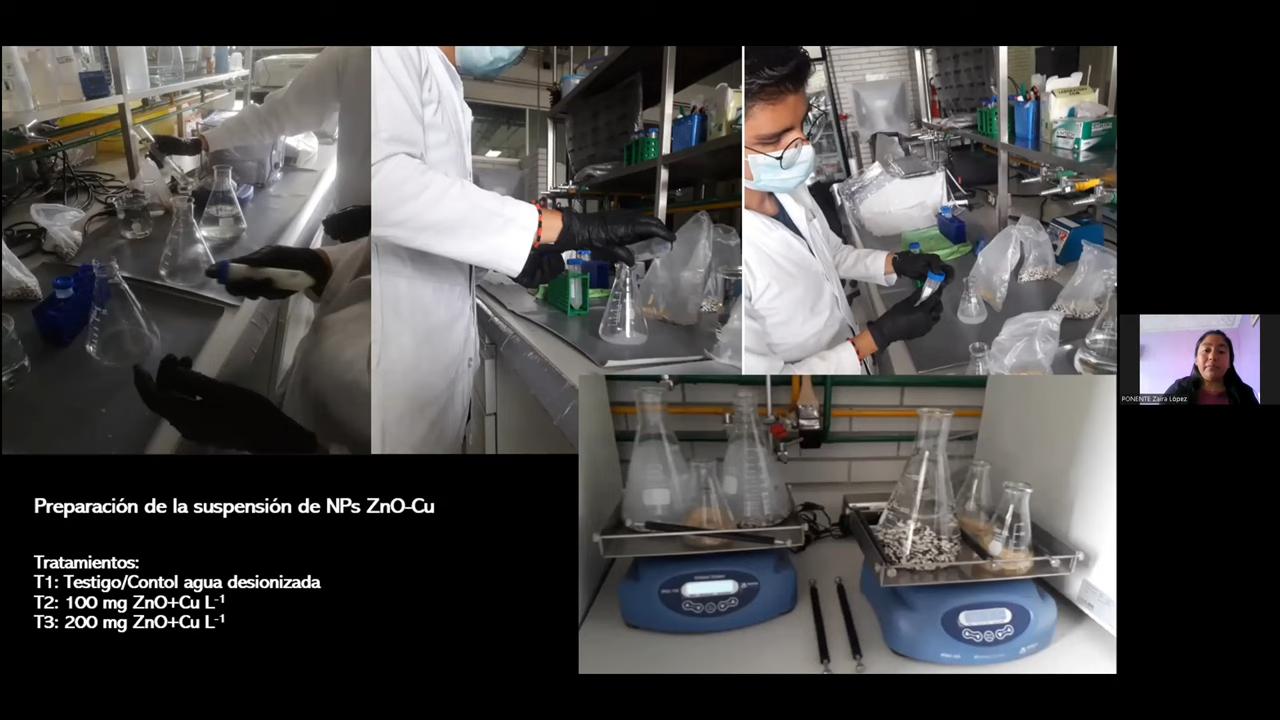 Preparación de la suspensión de NPs ZnO-Cu
Tratamientos:
T1: Testigo/Contol agua desionizada
T2: 100 mg ZnO+Cu L⁻¹
T3: 200 mg ZnO+Cu L⁻¹
PONENTE Zaira López